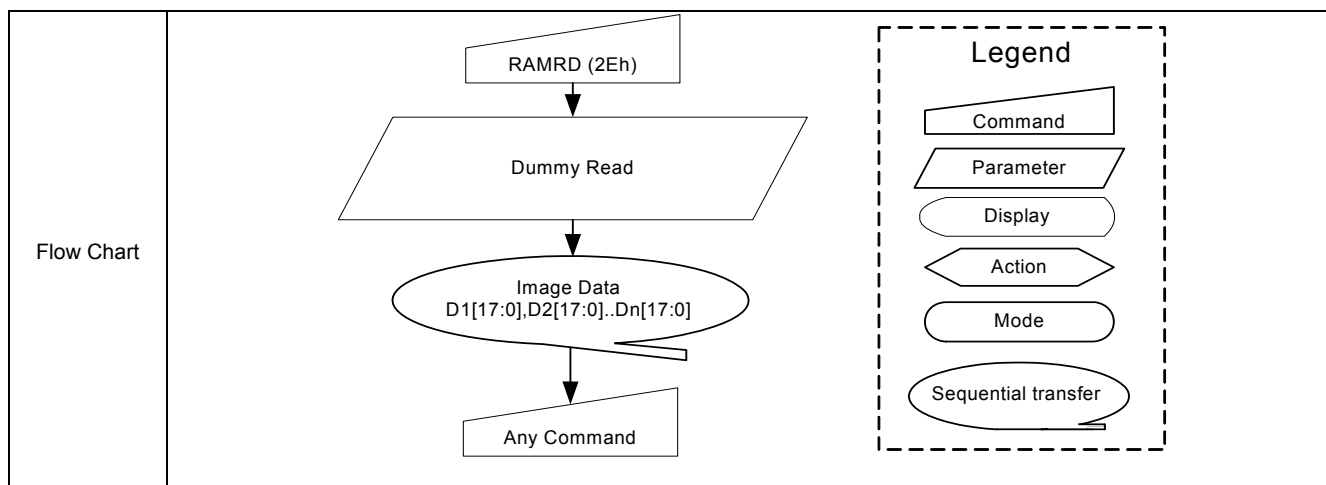 Flow Chart
RAMRD (2Eh)
Dummy Read
Image Data
D1[17:0],D2[17:0]..Dn[17:0]
Any Command
Legend
Command
Parameter
Display
Action
Mode
Sequential transfer